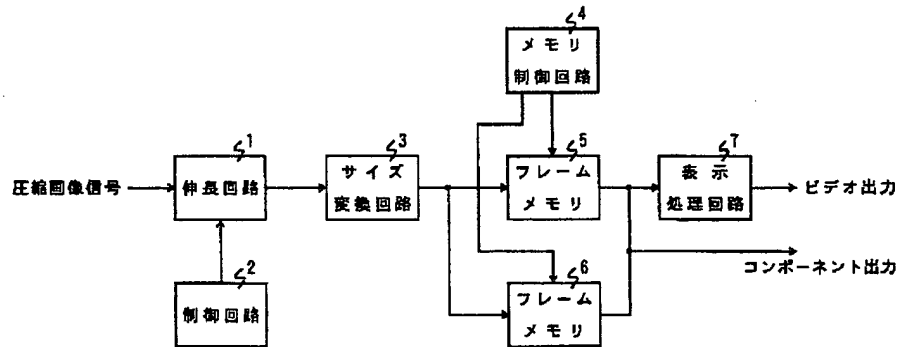 4
メモリ
制御回路
1
3
5
7
圧縮画像信号
伸長回路
サイズ
変換回路
フレーム
メモリ
表示
処理回路
ビデオ出力
コンポーネント出力
2
制御回路
6
フレーム
メモリ